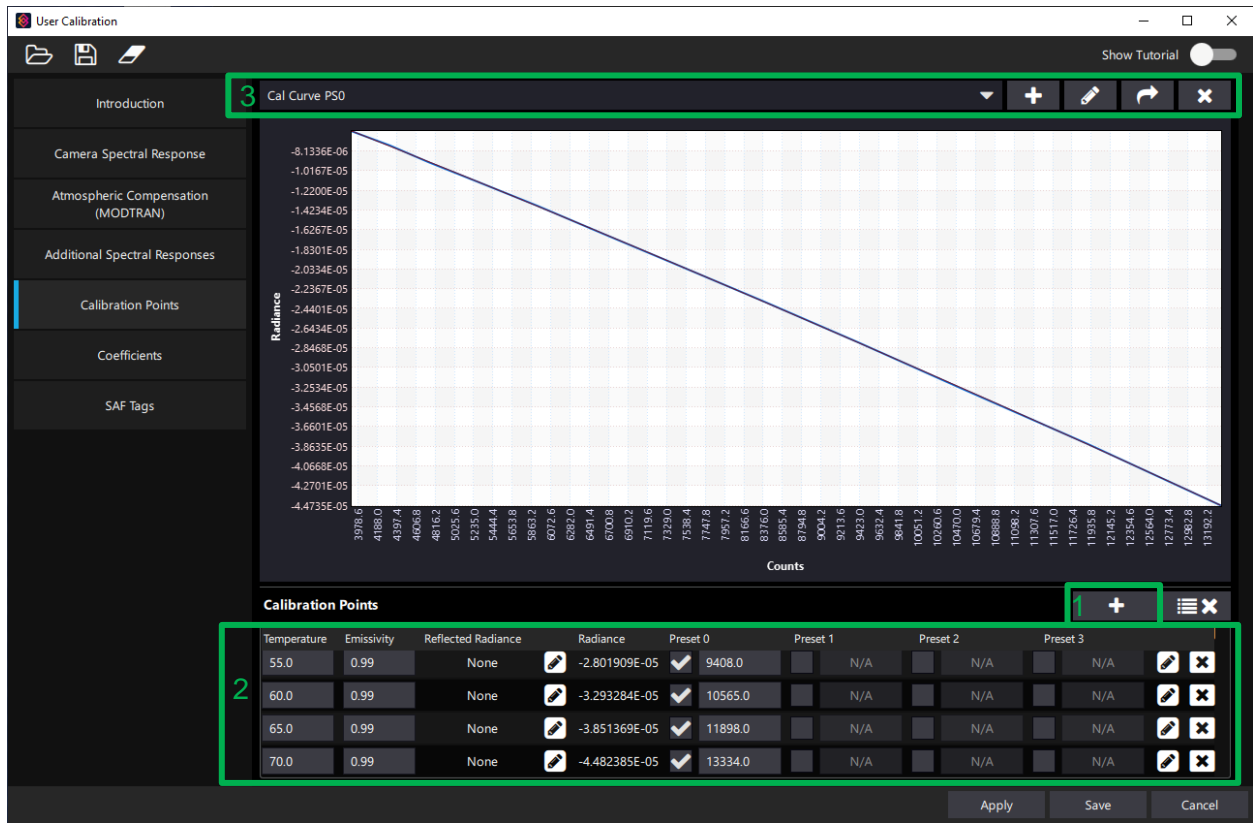 User Calibration
Show Tutorial
Introduction
Camera Spectral Response
Atmospheric Compensation
(MODTRAN)
Additional Spectral Responses
Calibration Points
Coefficients
SAF Tags
3 Cal Curve PS0
Radiance
-8.1336E-06
-1.0167E-05
-1.2200E-05
-1.4234E-05
-1.6267E-05
-1.8301E-05
-2.0334E-05
-2.2367E-05
-2.4401E-05
-2.6434E-05
-2.8468E-05
-3.0501E-05
-3.2534E-05
-3.4568E-05
-3.6601E-05
-3.8635E-05
-4.0668E-05
-4.2701E-05
-4.4735E-05
3978.6 4188.0 4397.4 4606.8 4816.2 5025.6 5235.0 5444.4 5653.8 5863.2 6072.6 6282.0 6491.4 6700.8 6910.2 7119.6 7329.0 7538.4 7747.8 7957.2 8166.6 8376.0 8585.4 8794.8 9004.2 9213.6 9423.0 9632.4 9841.8 10051.2 10260.6 10470.0 10679.4 10888.8 11098.2 11307.6 11517.0 11726.4 11935.8 12145.2 12354.6 12564.0 12773.4 12982.8 13192.2
Counts
Calibration Points 1
2
Temperature Emissivity Reflected Radiance Radiance Preset 0 Preset 1 Preset 2 Preset 3
55.0 0.99 None -2.801909E-05 9408.0 N/A N/A N/A
60.0 0.99 None -3.293284E-05 10565.0 N/A N/A N/A
65.0 0.99 None -3.851369E-05 11898.0 N/A N/A N/A
70.0 0.99 None -4.482385E-05 13334.0 N/A N/A N/A
Apply Save Cancel